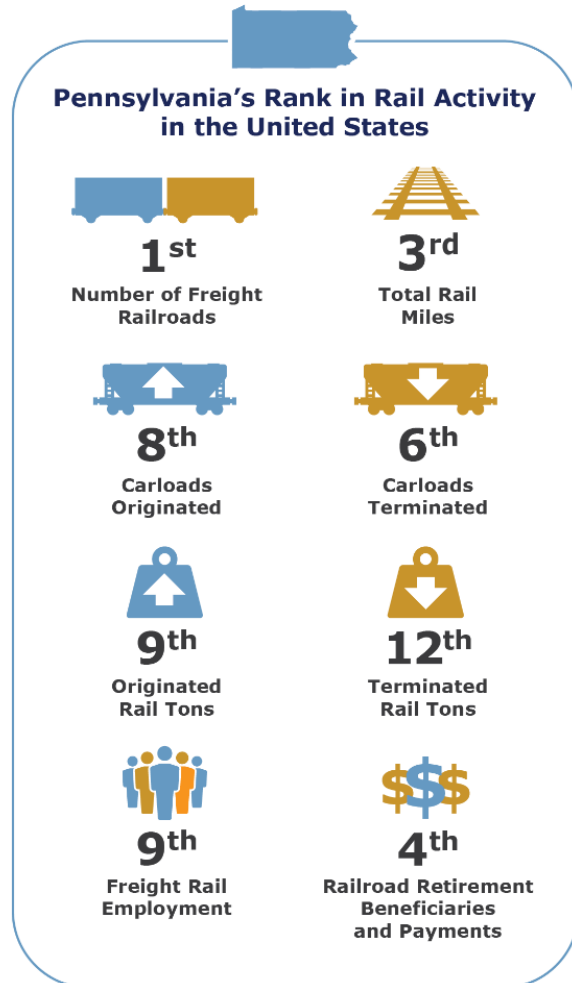 Pennsylvania’s Rank in Rail Activity
in the United States
1st
Number of Freight
Railroads
3rd
Total Rail
Miles
8th
Carloads
Originated
6th
Carloads
Terminated
9th
Originated
Rail Tons
12th
Terminated
Rail Tons
9th
Freight Rail
Employment
$$$
4th
Railroad Retirement
Beneficiaries
and Payments